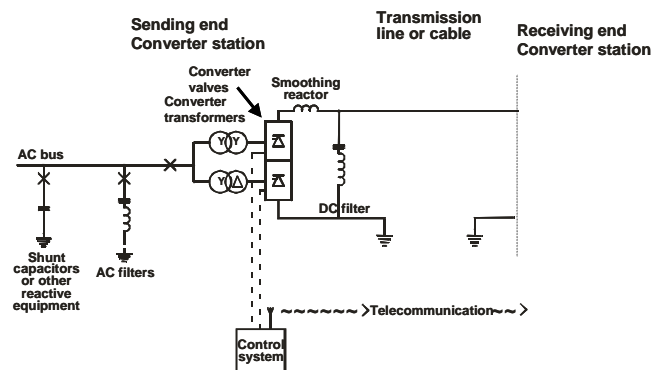 Sending end
Converter station
Transmission
line or cable
Receiving end
Converter station
Converter
valves
Converter
transformers
Smoothing
reactor
AC bus
Y Y
Y Δ
DC filter
Shunt
capacitors
or other
reactive
equipment
AC filters
Telecommunication
Control
system